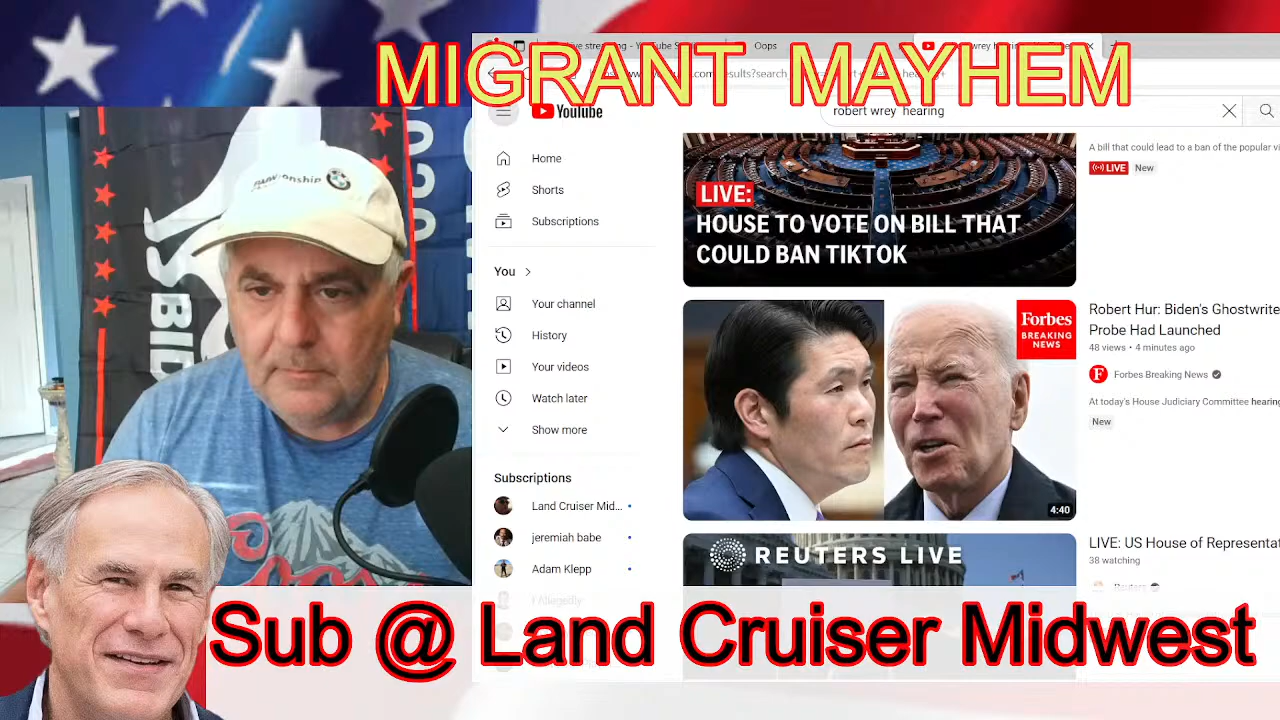 MIGRANT MAYHEM
Oops
YouTube
robert wrey hearing
Home
Shorts
Subscriptions
You
Your channel
History
Your videos
Watch later
Show more
Subscriptions
Land Cruiser Mid...
jeremiah babe
Adam Klepp
I Allegedly
LIVE:
HOUSE TO VOTE ON BILL THAT
COULD BAN TIKTOK
A bill that could lead to a ban of the popular
LIVE
New
Forbes
BREAKING
NEWS
4:40
Robert Hur: Biden's Ghostwrite
Probe Had Launched
48 views • 4 minutes ago
Forbes Breaking News
At today's House Judiciary Committee hearing
New
REUTERS LIVE
LIVE: US House of Representat
38 watching
Reuters
Sub @ Land Cruiser Midwest